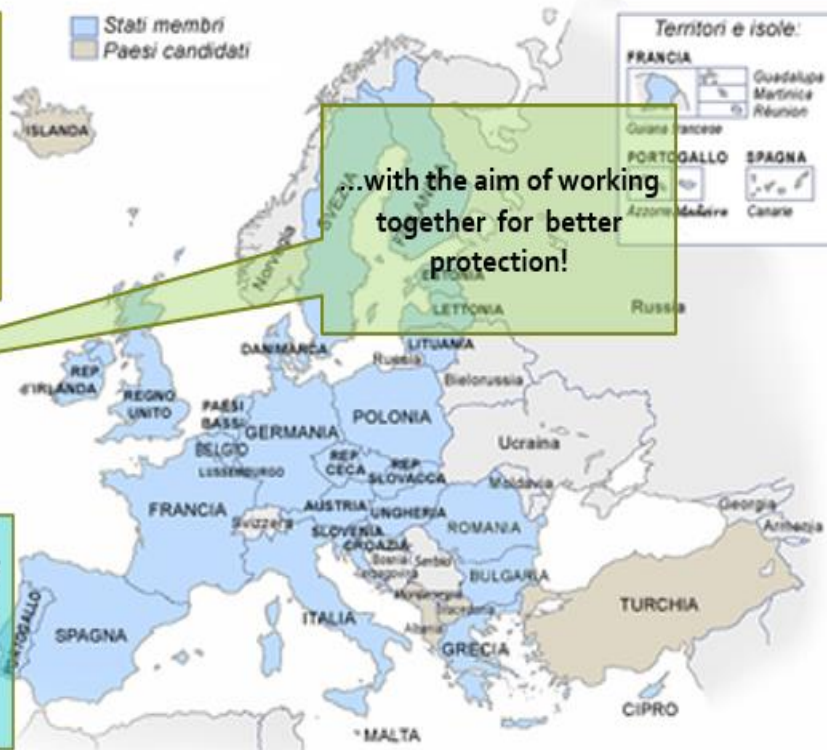 Stati membri
Paesi candidati
Territori e isole:
FRANCIA
Guadalupa
Martinica
Réunion
Guiana francese
PORTOGALLO SPAGNA
Azzorre Madeira Canarie
ISLANDA
...with the aim of working
together for better
protection!
SVEZIA
Norvegia
ESTONIA
LETTONIA
Russia
DANIMARCA
LITUANIA
Russia
REP
d'IRLANDA
REGNO
UNITO
PAESI
BASSI
Bielorussia
POLONIA
GERMANIA
BELGIO
LUSSEMBURGO
REP
CECA
REP
SLOVACCA
Ucraina
Moldavia
FRANCIA
Svizzera
AUSTRIA
UNGHERIA
SLOVENIA
CROAZIA
ROMANIA
Georgia
Armenia
Bosnia
Erzegovina
Serbia
BULGARIA
Montenegro
Macedonia
Albania
PORTOGALLO
SPAGNA
ITALIA
GRECIA
TURCHIA
CIPRO
MALTA